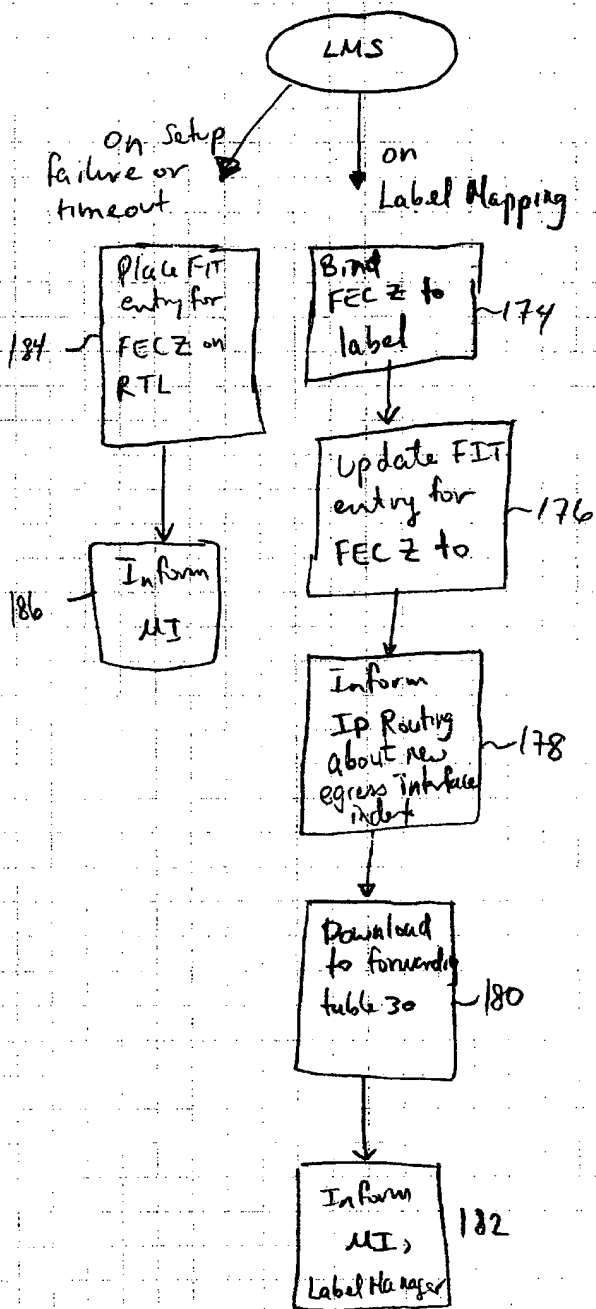 LMS
on Setup
failure or
timeout
on
Label Mapping
Place FIT
entry for
FEC Z on
RTL
184
Inform
MI
186
Bind
FEC Z to
label
174
update FIT
entry for
FEC Z to
176
Inform
Ip Routing
about new
egress interface
index
178
Download
to forwarding
table 30
180
Inform
MI,
Label Manager
182